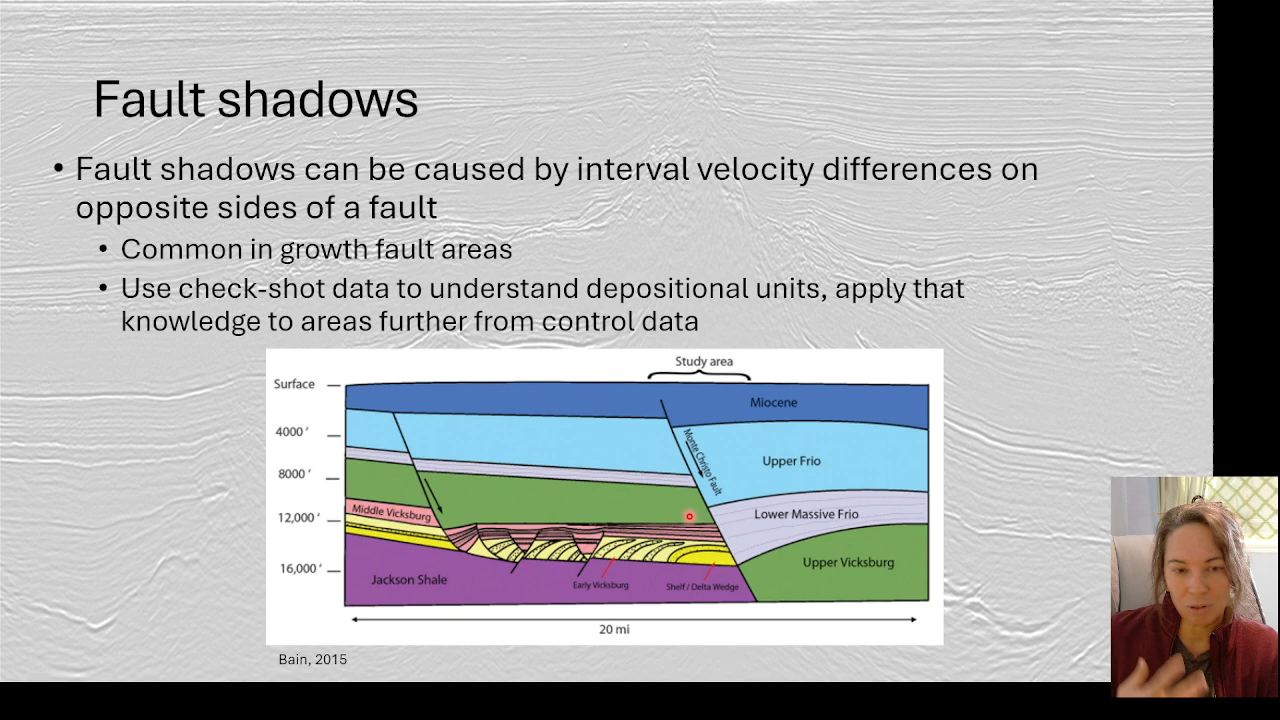 Fault shadows
• Fault shadows can be caused by interval velocity differences on
opposite sides of a fault
• Common in growth fault areas
• Use check-shot data to understand depositional units, apply that
knowledge to areas further from control data
Study area
Surface
Miocene
4000 ʹ
Monte Christo Fault
Upper Frio
8000 ʹ
Middle Vicksburg
Lower Massive Frio
12,000 ʹ
Upper Vicksburg
16,000 ʹ
Jackson Shale
Early Vicksburg
Shelf / Delta Wedge
20 mi
Bain, 2015